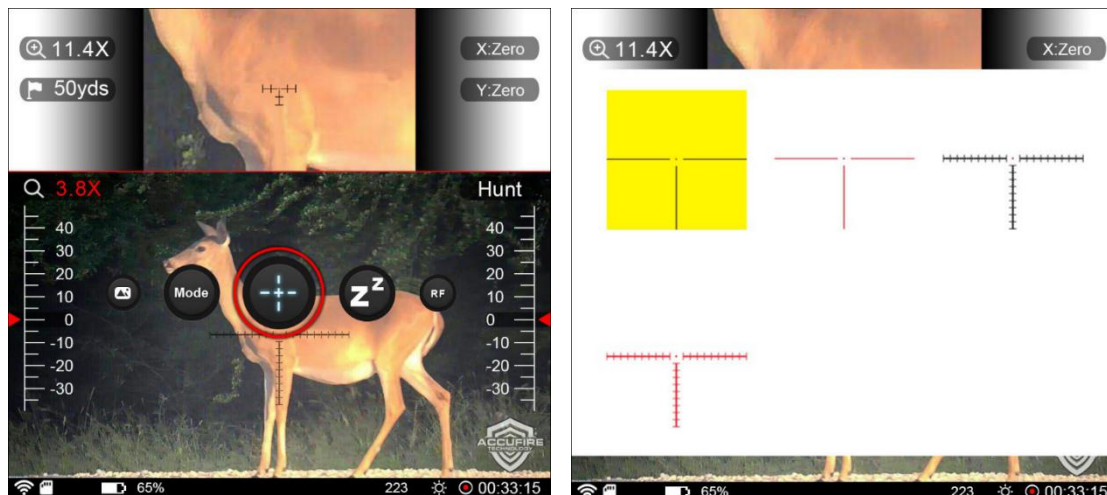 11.4X
X:Zero
50yds
Y:Zero
3.8X
Hunt
40
40
30
30
20
20
10
10
0
0
-10
-10
-20
-20
-30
-30
Mode
zz
RF
ACCUFIRE
TECHNOLOGY
65%
223
00:33:15
11.4X
X:Zero
65%
223
00:33:15